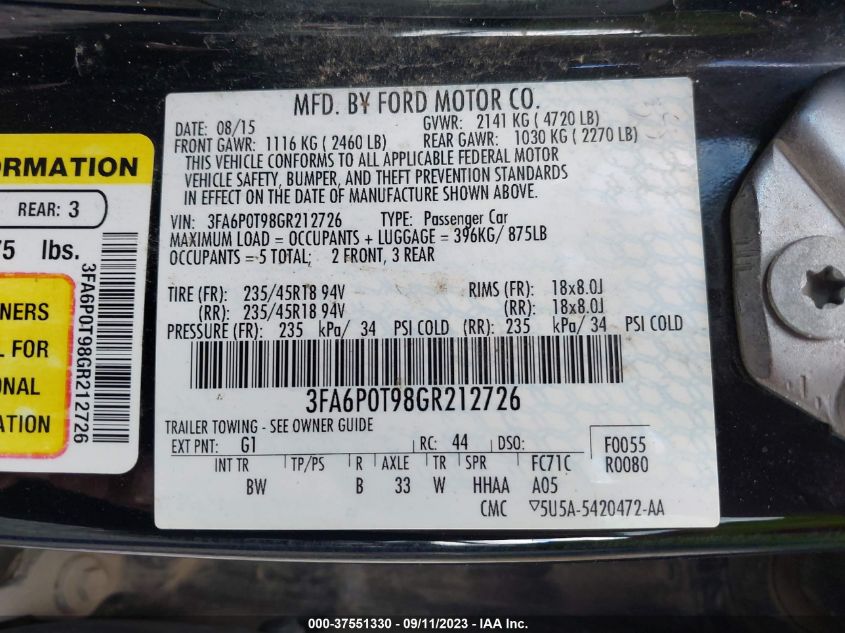 MFD. BY FORD MOTOR CO.
DATE: 08/15 GVWR: 2141 KG ( 4720 LB)
FRONT GAWR: 1116 KG ( 2460 LB) REAR GAWR: 1030 KG ( 2270 LB)
THIS VEHICLE CONFORMS TO ALL APPLICABLE FEDERAL MOTOR
VEHICLE SAFETY, BUMPER, AND THEFT PREVENTION STANDARDS
IN EFFECT ON THE DATE OF MANUFACTURE SHOWN ABOVE.
VIN: 3FA6P0T98GR212726 TYPE: Passenger Car
MAXIMUM LOAD = OCCUPANTS + LUGGAGE = 396KG/ 875LB
OCCUPANTS = 5 TOTAL; 2 FRONT, 3 REAR
TIRE (FR): 235/45R18 94V RIMS (FR): 18x8.0J
(RR): 235/45R18 94V (RR): 18x8.0J
PRESSURE (FR): 235 kPa/ 34 PSI COLD (RR): 235 kPa/ 34 PSI COLD
3FA6P0T98GR212726
TRAILER TOWING - SEE OWNER GUIDE
EXT PNT: G1 RC: 44 DSO: F0055
INT TR TP/PS R AXLE TR SPR FC71C R0080
BW B 33 W HHAA A05
CMC ▽5U5A-5420472-AA
ORMATION
REAR: 3
75 lbs.
NERS
L FOR
ONAL
ATION
3FA6P0T98GR212726
000-37551330 - 09/11/2023 - IAA Inc.